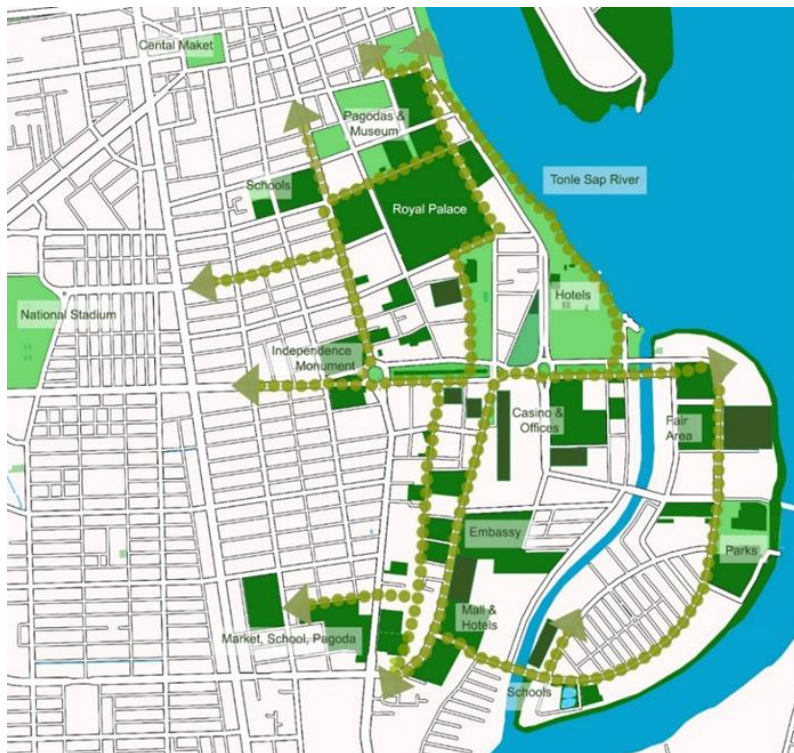 Cental Maket
Pagodas &
Museum
Schools
Tonle Sap River
Royal Palace
Hotels
National Stadium
Independence
Monument
Casino &
Offices
Fair
Area
Embassy
Parks
Mall &
Hotels
Market, School, Pagoda
Schools